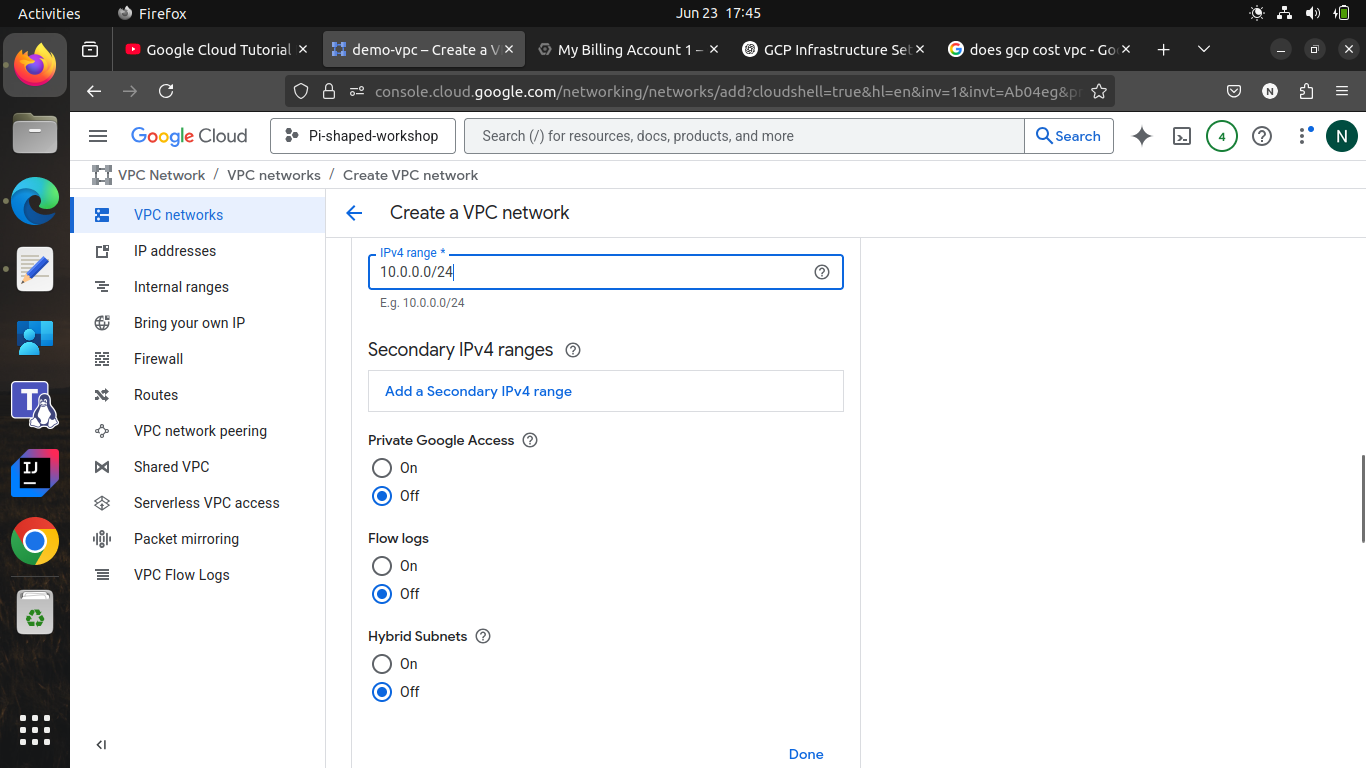 Activities
Firefox
Jun 23 17:45
Google Cloud Tutorial
demo-vpc – Create a V
My Billing Account 1 –
GCP Infrastructure Set
does gcp cost vpc - Goo
console.cloud.google.com/networking/networks/add?cloudshell=true&hl=en&inv=1&invt=Ab04eg&p
N
Google Cloud
Pi-shaped-workshop
Search (/) for resources, docs, products, and more
Search
4
N
VPC Network / VPC networks / Create VPC network
VPC networks
IP addresses
Internal ranges
Bring your own IP
Firewall
Routes
VPC network peering
Shared VPC
Serverless VPC access
Packet mirroring
VPC Flow Logs
Create a VPC network
IPv4 range *
10.0.0.0/24
E.g. 10.0.0.0/24
Secondary IPv4 ranges
Add a Secondary IPv4 range
Private Google Access
On
Off
Flow logs
On
Off
Hybrid Subnets
On
Off
Done
T
IJ